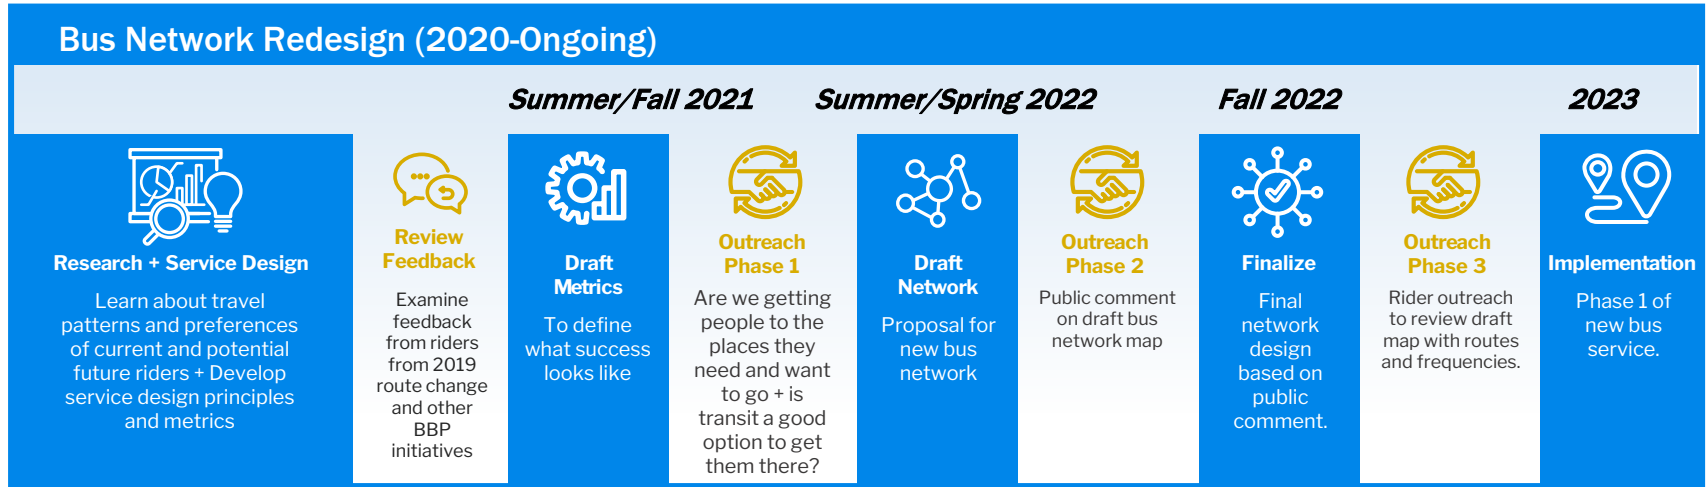 Bus Network Redesign (2020-Ongoing)
Summer/Fall 2021
Summer/Spring 2022
Fall 2022
2023
Research + Service Design
Learn about travel
patterns and preferences
of current and potential
future riders + Develop
service design principles
and metrics
Review
Feedback
Examine
feedback
from riders
from 2019
route change
and other
BBP
initiatives
Draft
Metrics
To define
what success
looks like
Outreach
Phase 1
Are we getting
people to the
places they
need and want
to go + is
transit a good
option to get
them there?
Draft
Network
Proposal for
new bus
network
Outreach
Phase 2
Public comment
on draft bus
network map
Finalize
Final
network
design
based on
public
comment.
Outreach
Phase 3
Rider outreach
to review draft
map with routes
and frequencies.
Implementation
Phase 1 of
new bus
service.